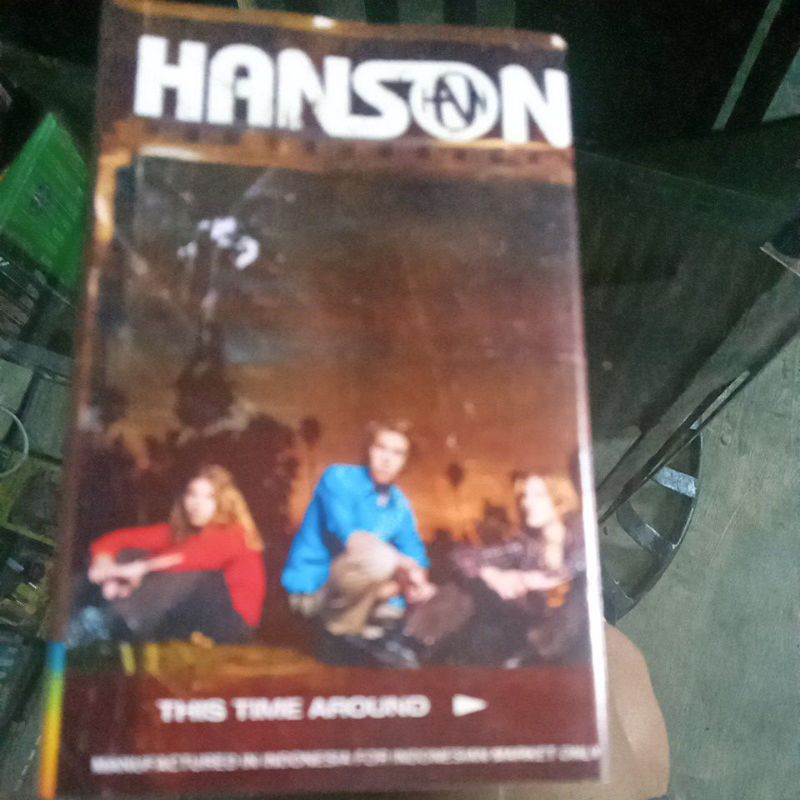 HANSON
THIS TIME AROUND
MANUFACTURED IN INDONESIA FOR INDONESIAN MARKET ONLY